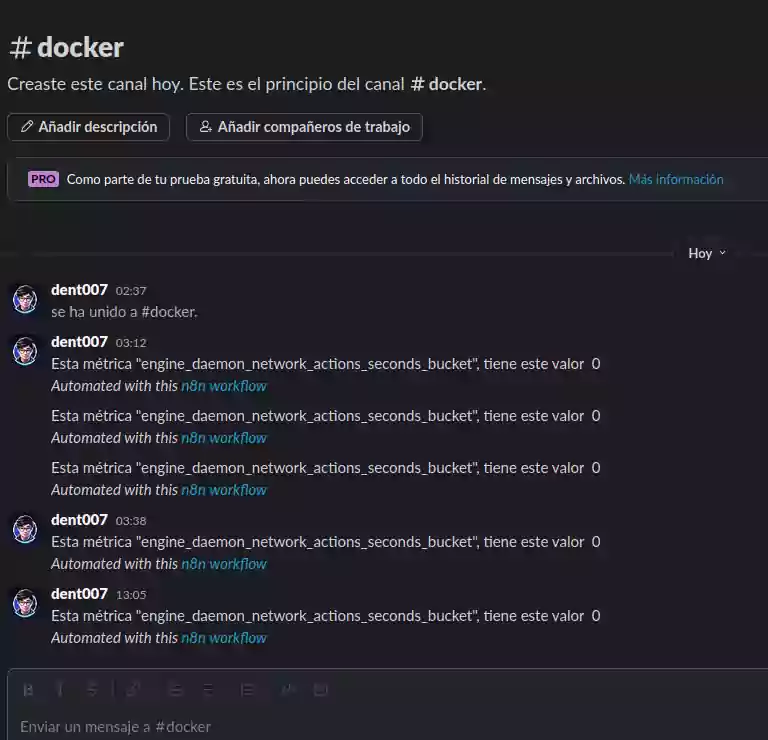 # docker
Creaste este canal hoy. Este es el principio del canal # docker.
Añadir descripción
Añadir compañeros de trabajo
PRO Como parte de tu prueba gratuita, ahora puedes acceder a todo el historial de mensajes y archivos. Más información
Hoy
dent007 02:37
se ha unido a #docker.
dent007 03:12
Esta métrica "engine_daemon_network_actions_seconds_bucket", tiene este valor 0
Automated with this n8n workflow
Esta métrica "engine_daemon_network_actions_seconds_bucket", tiene este valor 0
Automated with this n8n workflow
Esta métrica "engine_daemon_network_actions_seconds_bucket", tiene este valor 0
Automated with this n8n workflow
dent007 03:38
Esta métrica "engine_daemon_network_actions_seconds_bucket", tiene este valor 0
Automated with this n8n workflow
dent007 13:05
Esta métrica "engine_daemon_network_actions_seconds_bucket", tiene este valor 0
Automated with this n8n workflow
Enviar un mensaje a #docker